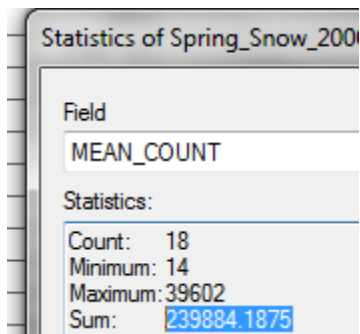 Statistics of Spring_Snow_200
Field
MEAN_COUNT
Statistics:
Count: 18
Minimum: 14
Maximum: 39602
Sum: 239884.1875